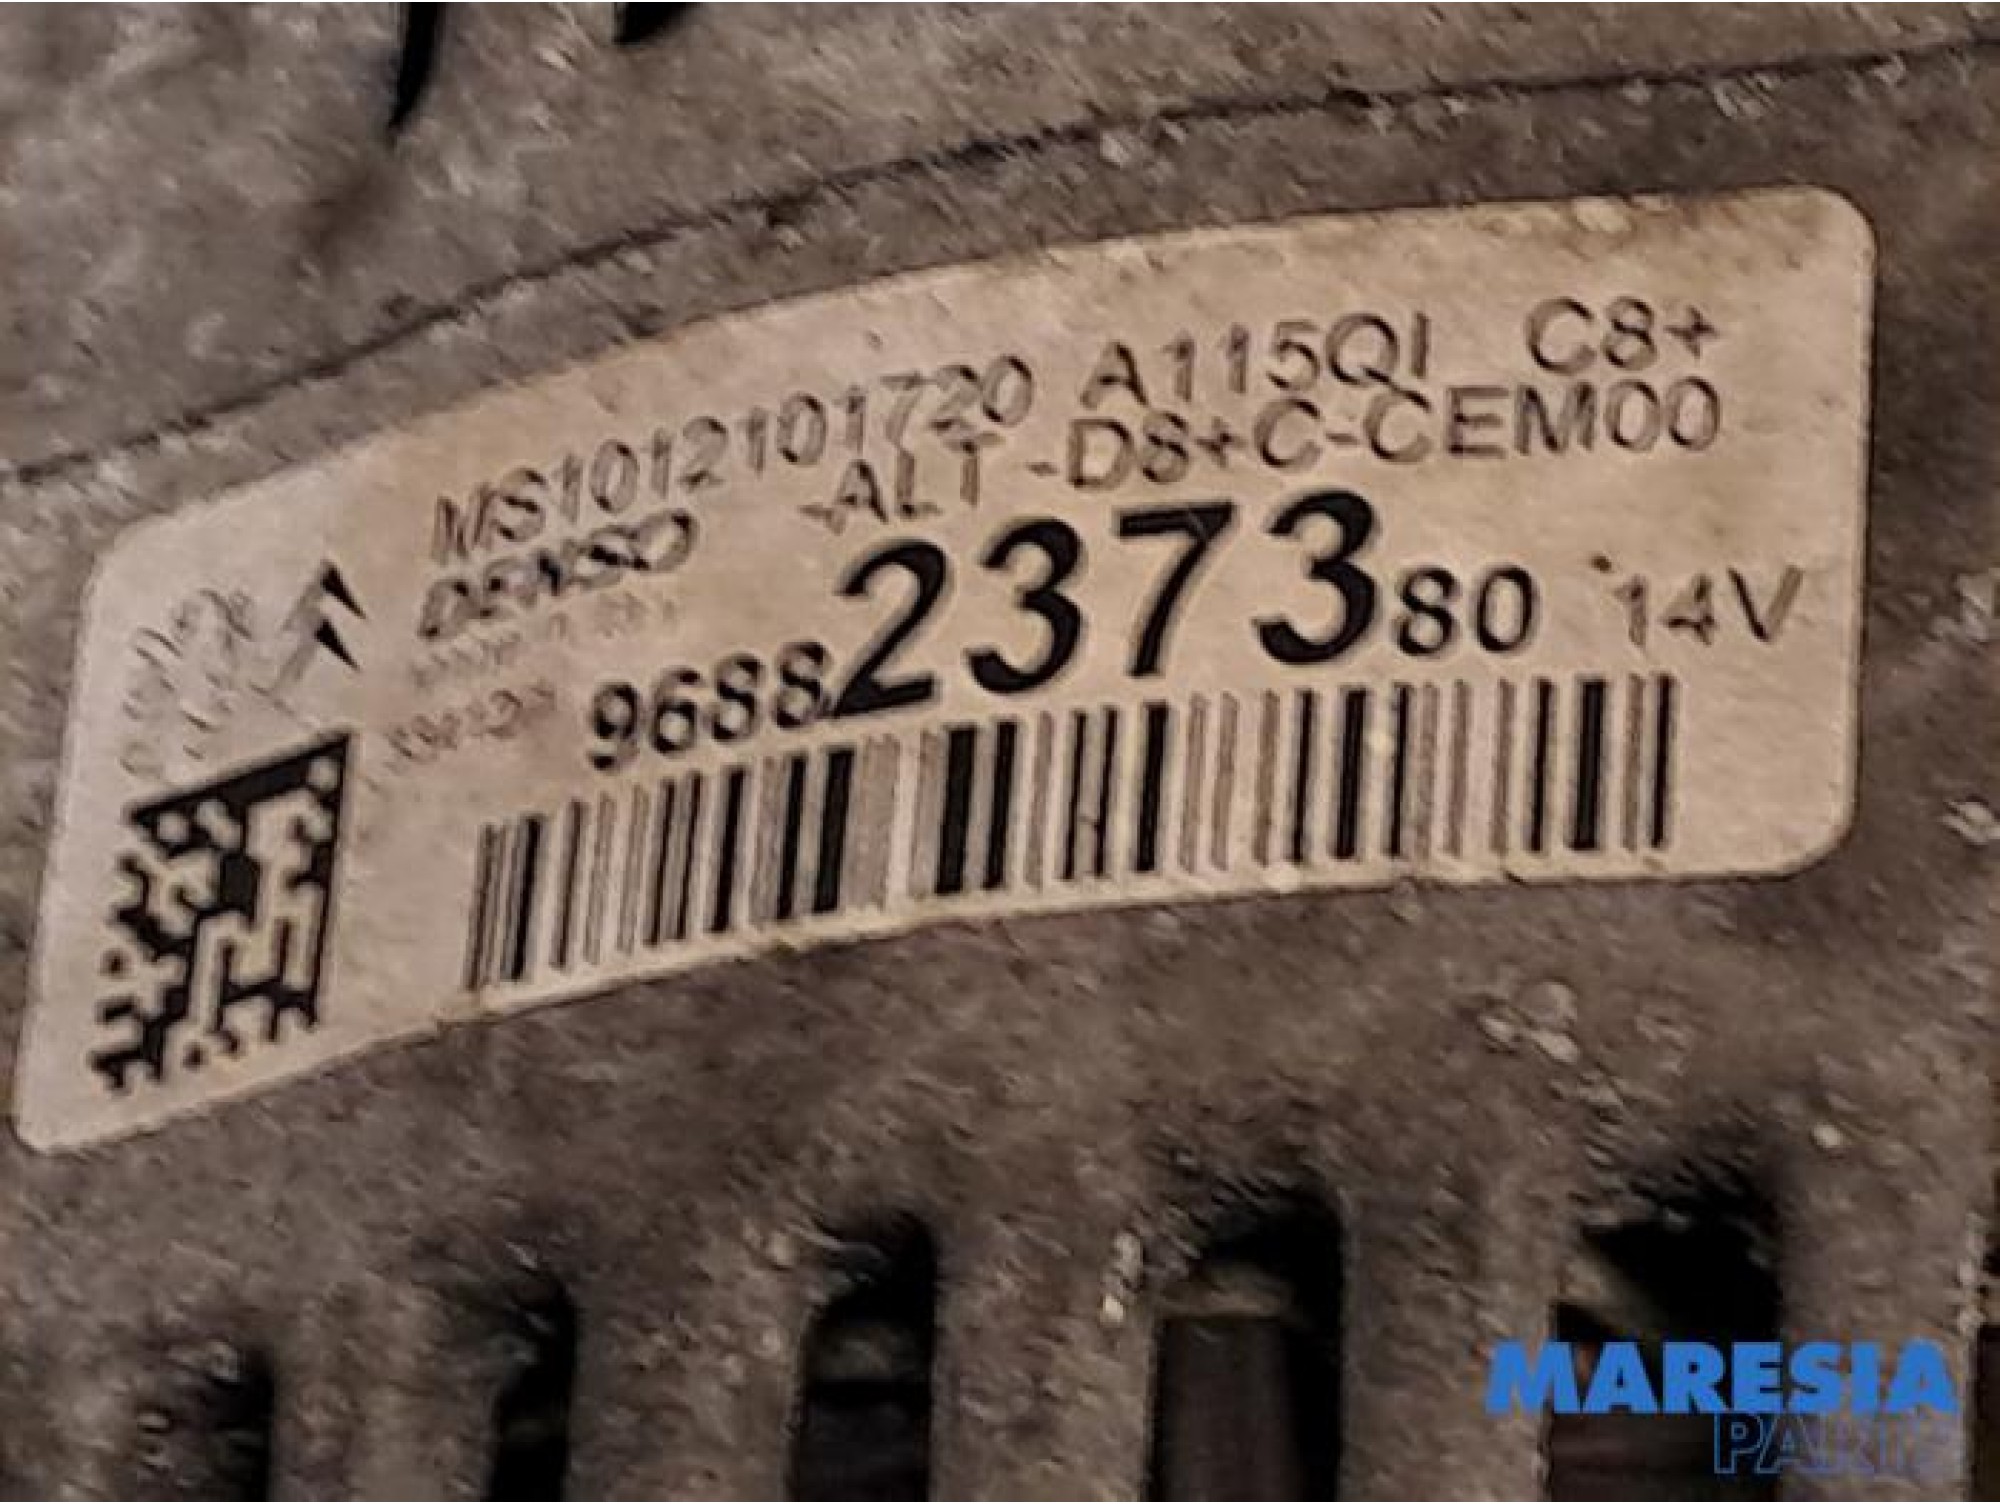 MS1012101720 A115QI C8+
DENSO -ALT-D8+C-CEM00
9688237380 14V
MARESIA
PARTS